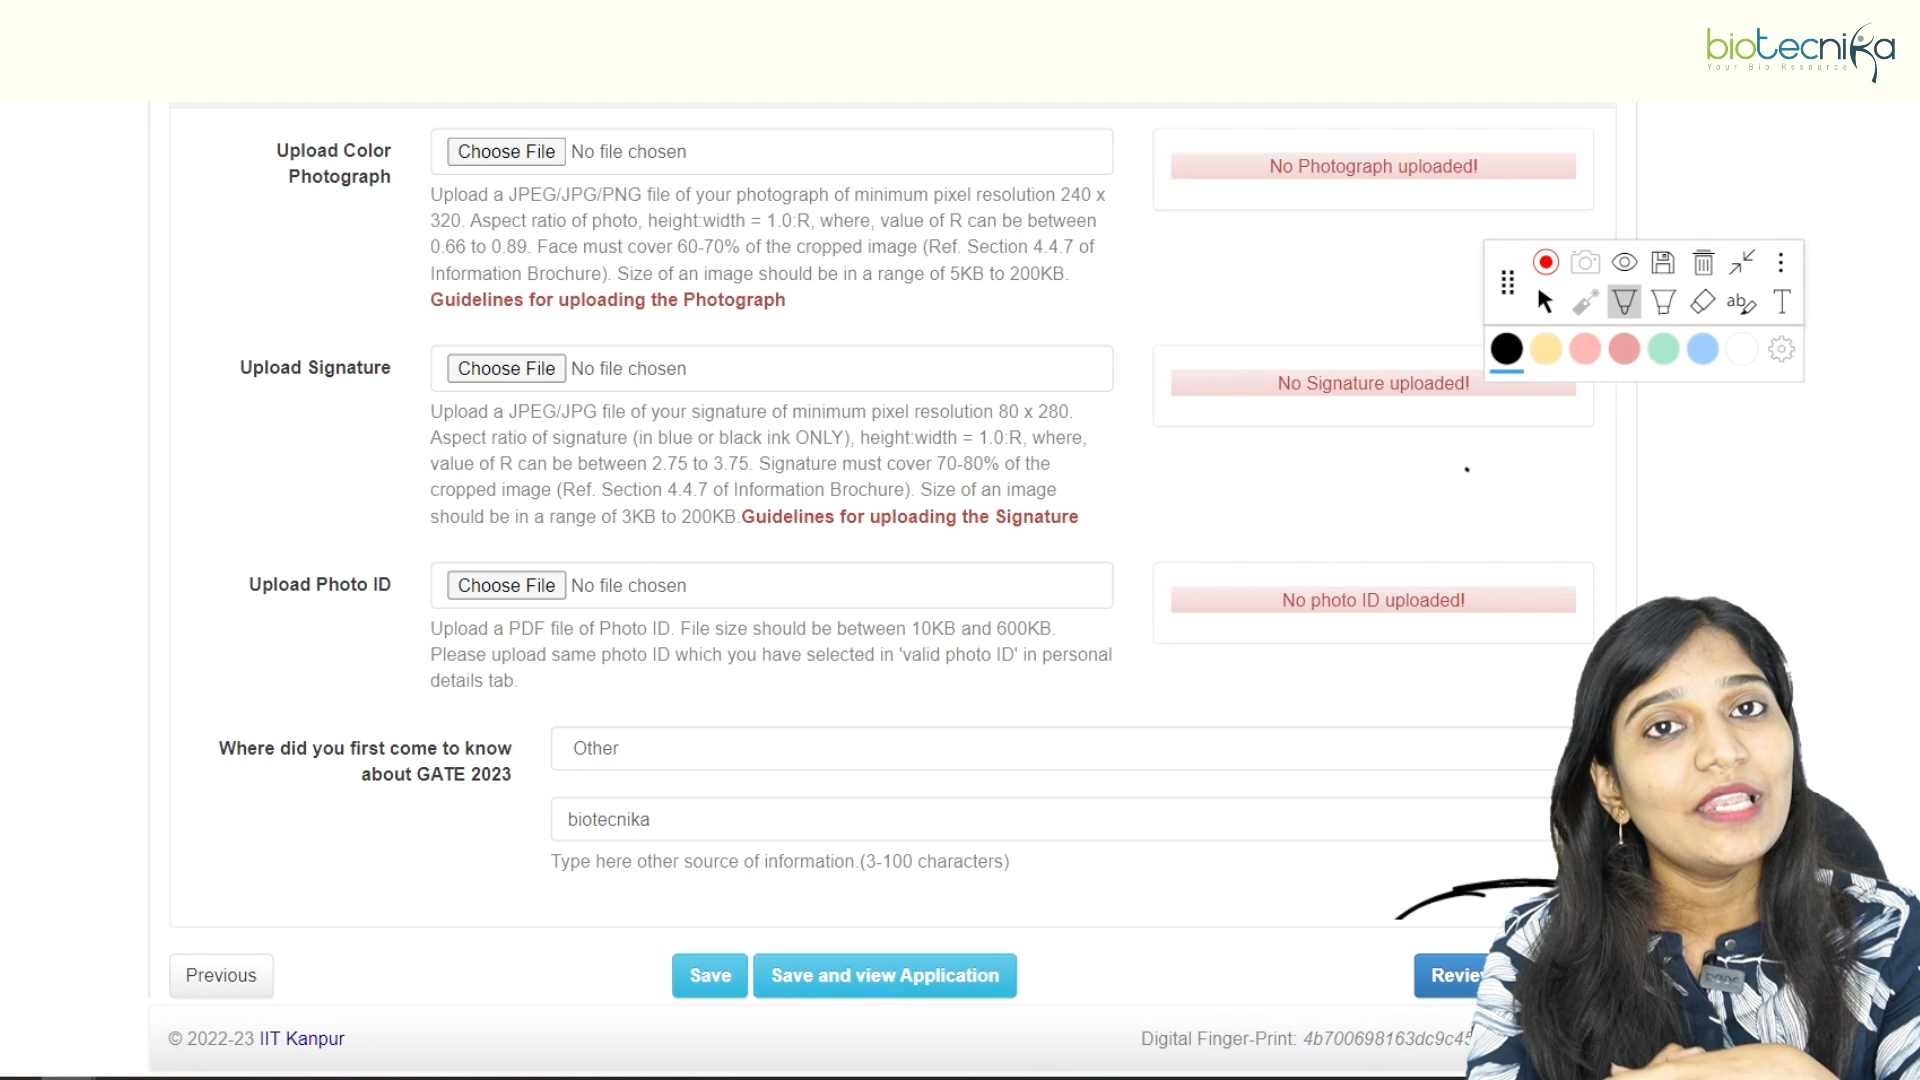 biotecnika
Your Bio Resource
Upload Color
Photograph
Choose File No file chosen
No Photograph uploaded!
Upload a JPEG/JPG/PNG file of your photograph of minimum pixel resolution 240 x
320. Aspect ratio of photo, height:width = 1.0:R, where, value of R can be between
0.66 to 0.89. Face must cover 60-70% of the cropped image (Ref. Section 4.4.7 of
Information Brochure). Size of an image should be in a range of 5KB to 200KB.
Guidelines for uploading the Photograph
ab
T
Upload Signature
Choose File No file chosen
No Signature uploaded!
Upload a JPEG/JPG file of your signature of minimum pixel resolution 80 x 280.
Aspect ratio of signature (in blue or black ink ONLY), height:width = 1.0:R, where,
value of R can be between 2.75 to 3.75. Signature must cover 70-80% of the
cropped image (Ref. Section 4.4.7 of Information Brochure). Size of an image
should be in a range of 3KB to 200KB.Guidelines for uploading the Signature
Upload Photo ID
Choose File No file chosen
No photo ID uploaded!
Upload a PDF file of Photo ID. File size should be between 10KB and 600KB.
Please upload same photo ID which you have selected in 'valid photo ID' in personal
details tab.
Where did you first come to know
about GATE 2023
Other
biotecnika
Type here other source of information.(3-100 characters)
Previous
Save
Save and view Application
Review
© 2022-23 IIT Kanpur
Digital Finger-Print: 4b700698163dc9c45